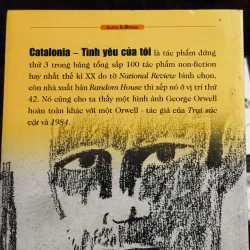 ALPHA BOOKS
Catalonia – Tình yêu của tôi là tác phẩm đứng
thứ 3 trong bảng tổng sắp 100 tác phẩm non-fiction
hay nhất thế kỉ XX do tờ National Review bình chọn,
còn nhà xuất bản Random House thì xếp nó ở vị trí thứ
42. Nó cũng cho ta thấy một hình ảnh George Orwell
hoàn toàn khác với một Orwell - tác giả của Trại súc
vật và 1984.